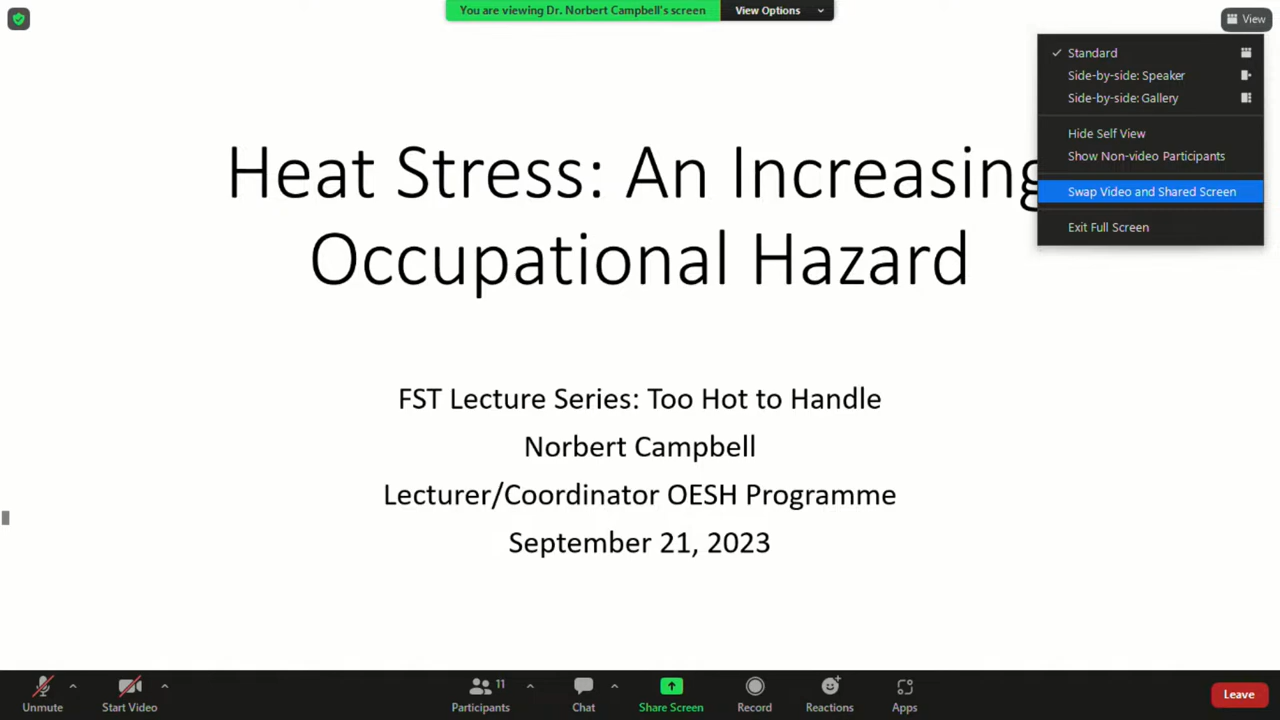 You are viewing Dr. Norbert Campbell's screen
View Options
View
Standard
Side-by-side: Speaker
Side-by-side: Gallery
Hide Self View
Show Non-video Participants
Swap Video and Shared Screen
Exit Full Screen
Heat Stress: An Increasing
Occupational Hazard
FST Lecture Series: Too Hot to Handle
Norbert Campbell
Lecturer/Coordinator OESH Programme
September 21, 2023
Unmute
Start Video
Participants 11
Chat
Share Screen
Record
Reactions
Apps
Leave